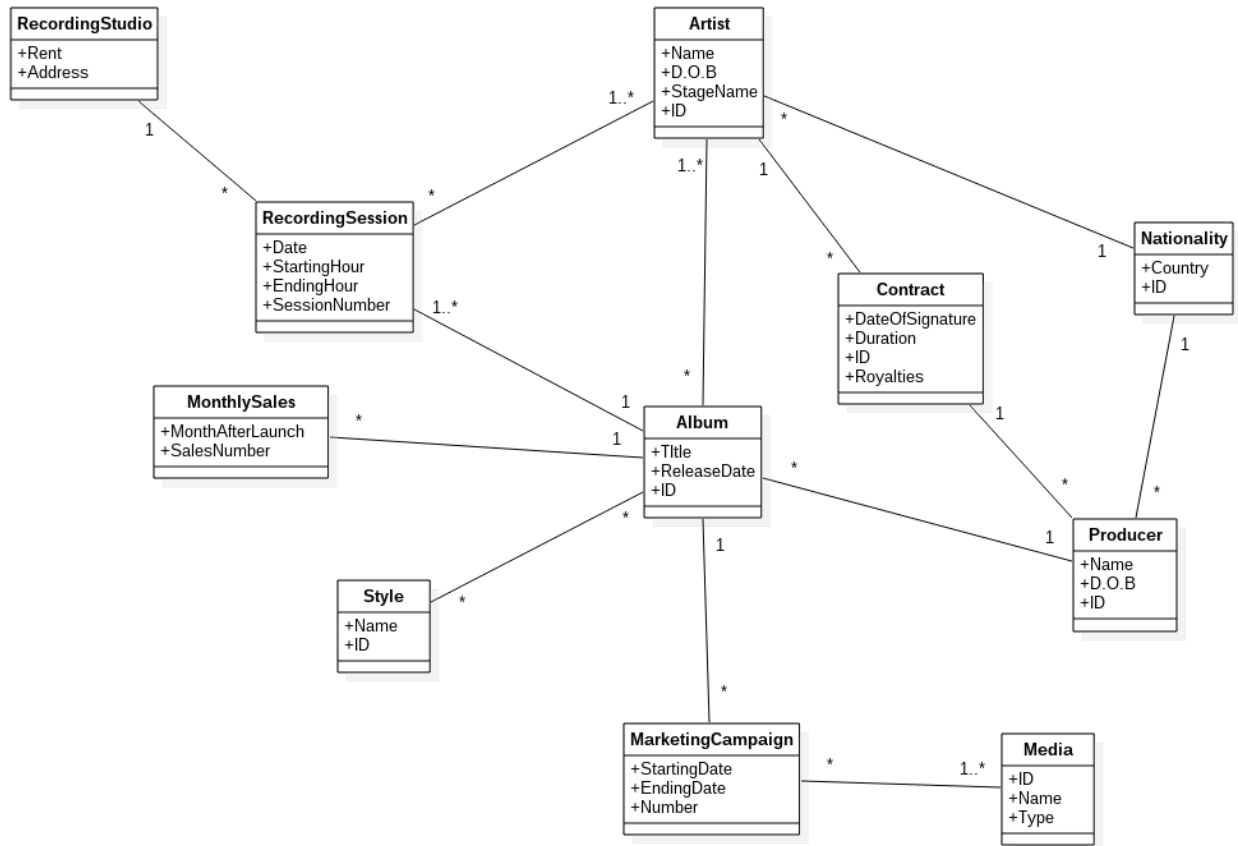 RecordingStudio
+Rent
+Address
Artist
+Name
+D.O.B
+StageName
+ID
1
*
1..*
*
1..*
*
1
*
*
1
RecordingSession
+Date
+StartingHour
+EndingHour
+SessionNumber
Nationality
+Country
+ID
Contract
+DateOfSignature
+Duration
+ID
+Royalties
1..*
1
1
*
1
*
MonthlySales
+MonthAfterLaunch
+SalesNumber
*
1
Album
+TItle
+ReleaseDate
+ID
*
1
*
*
Producer
+Name
+D.O.B
+ID
Style
+Name
+ID
1
*
MarketingCampaign
+StartingDate
+EndingDate
+Number
*
1..*
Media
+ID
+Name
+Type